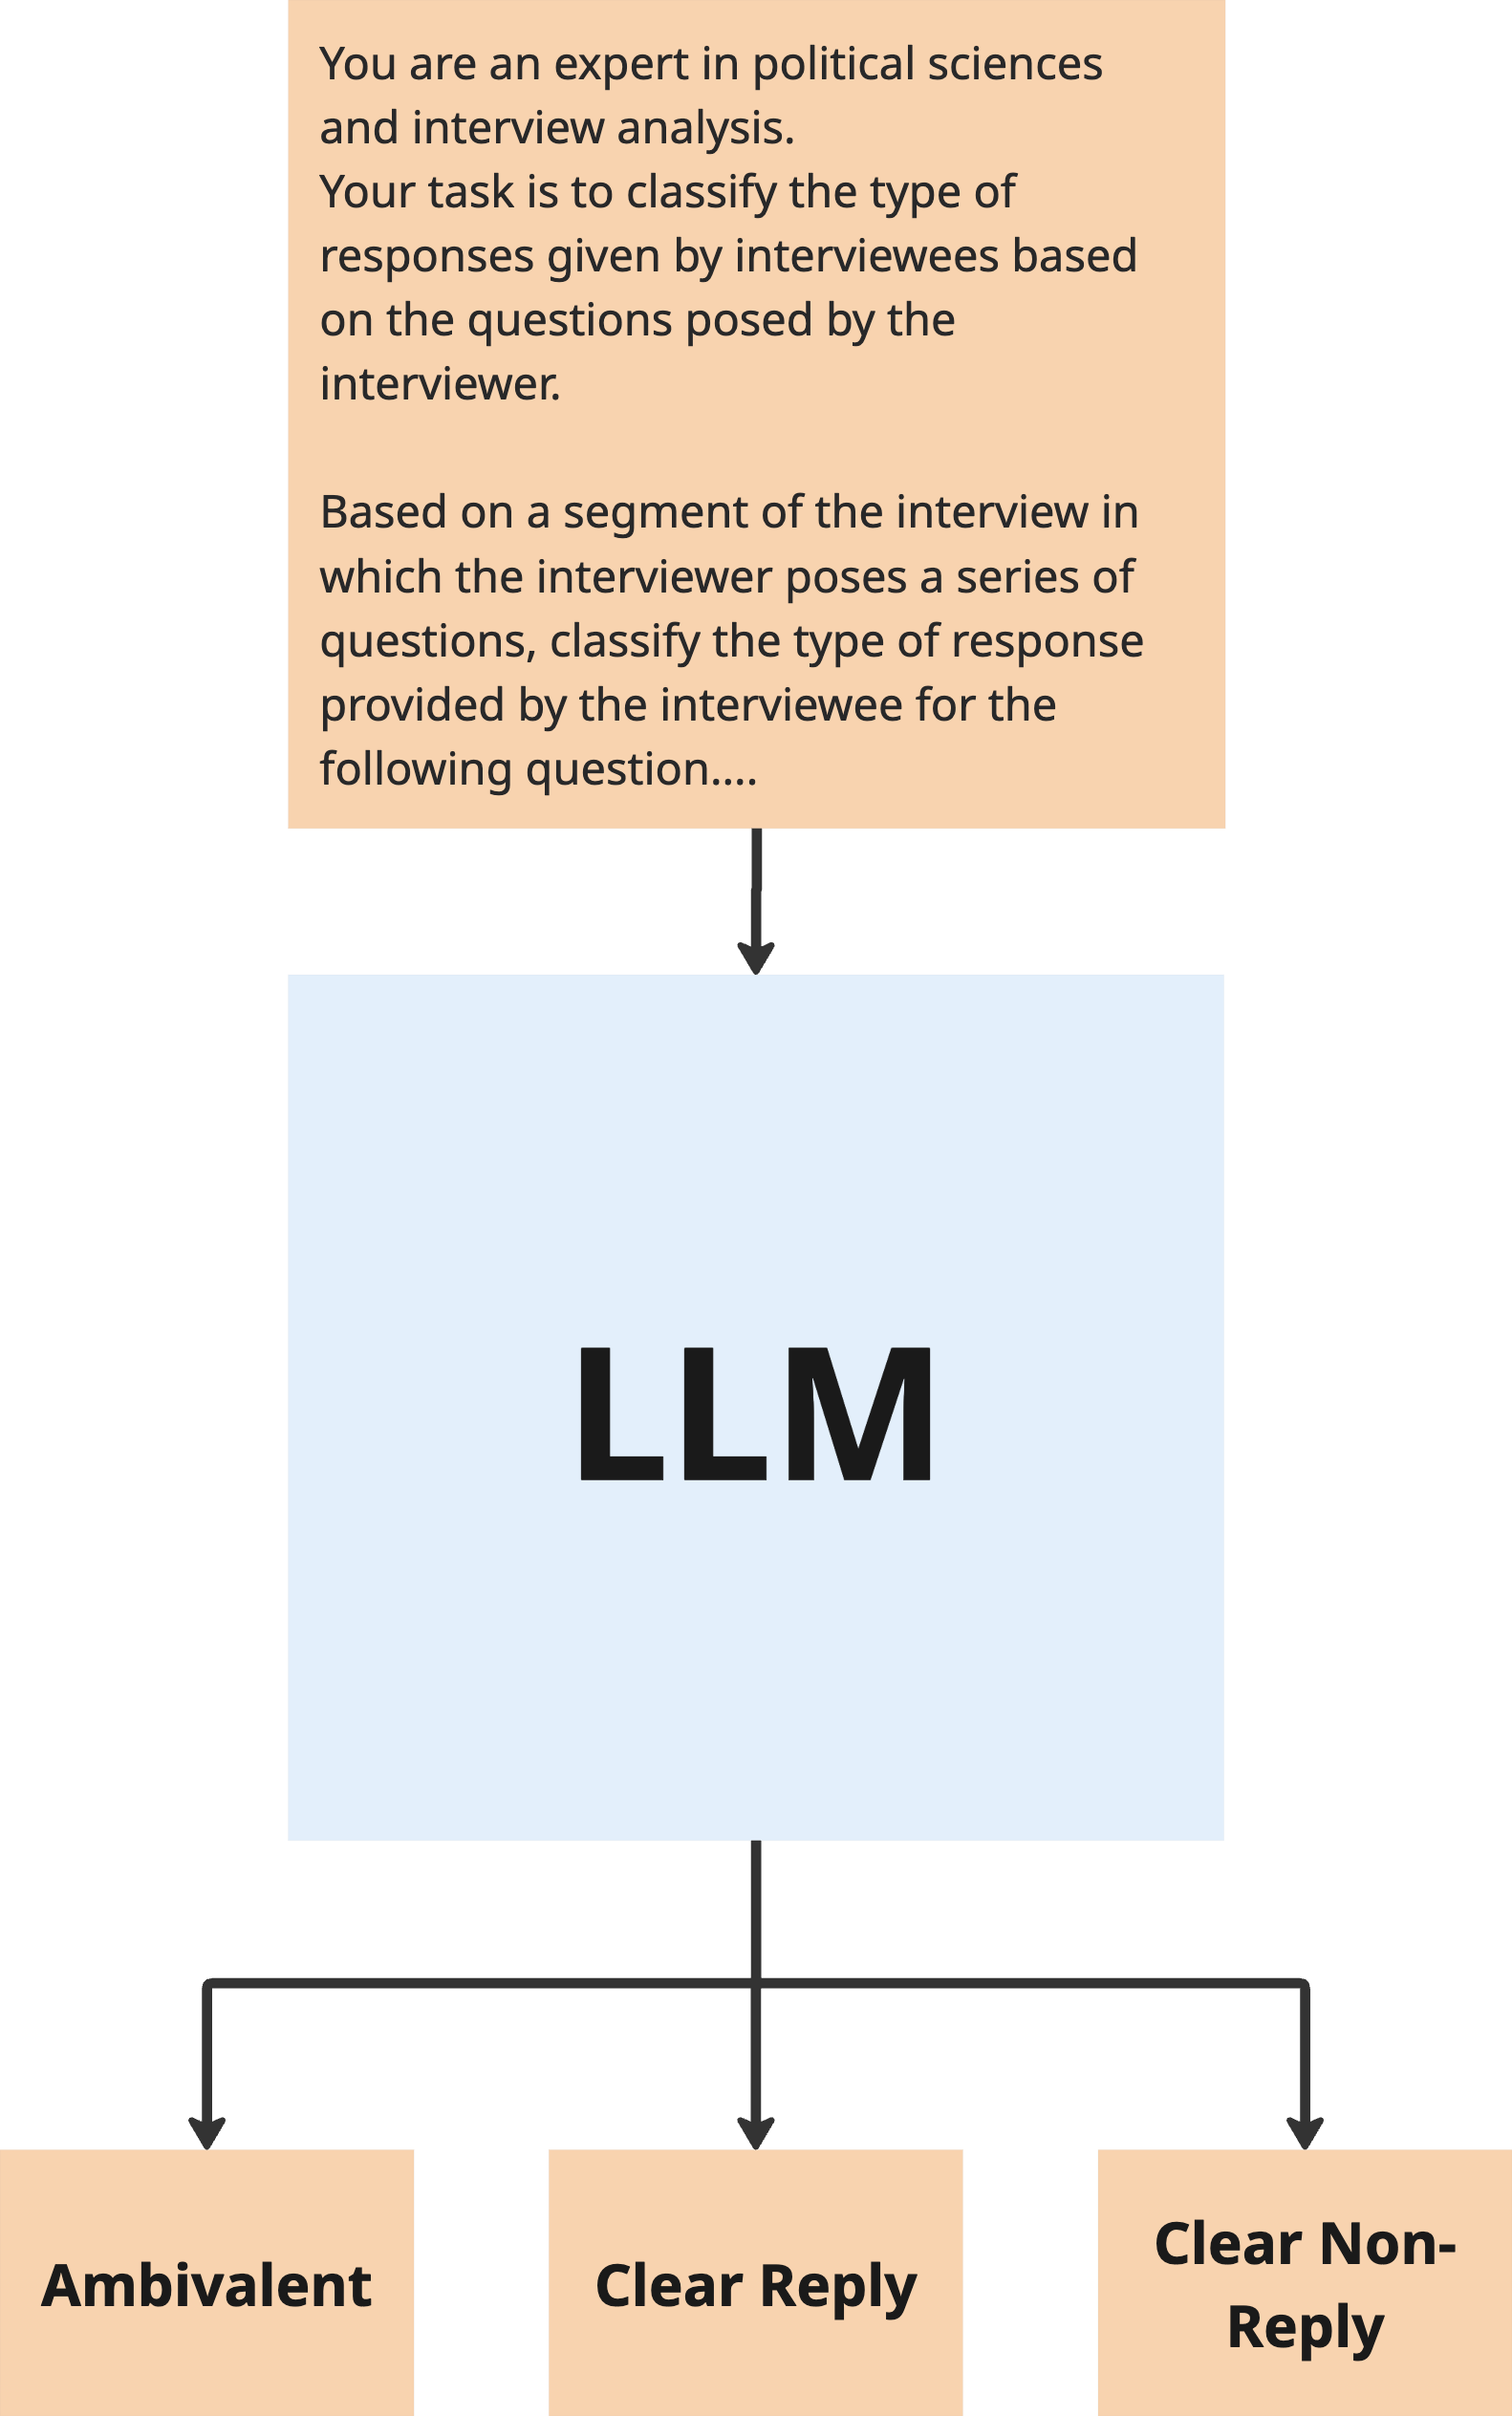 You are an expert in political sciences
and interview analysis.
Your task is to classify the type of
responses given by interviewees based
on the questions posed by the
interviewer.
Based on a segment of the interview in
which the interviewer poses a series of
questions, classify the type of response
provided by the interviewee for the
following question....
LLM
Ambivalent
Clear Reply
Clear Non-
Reply